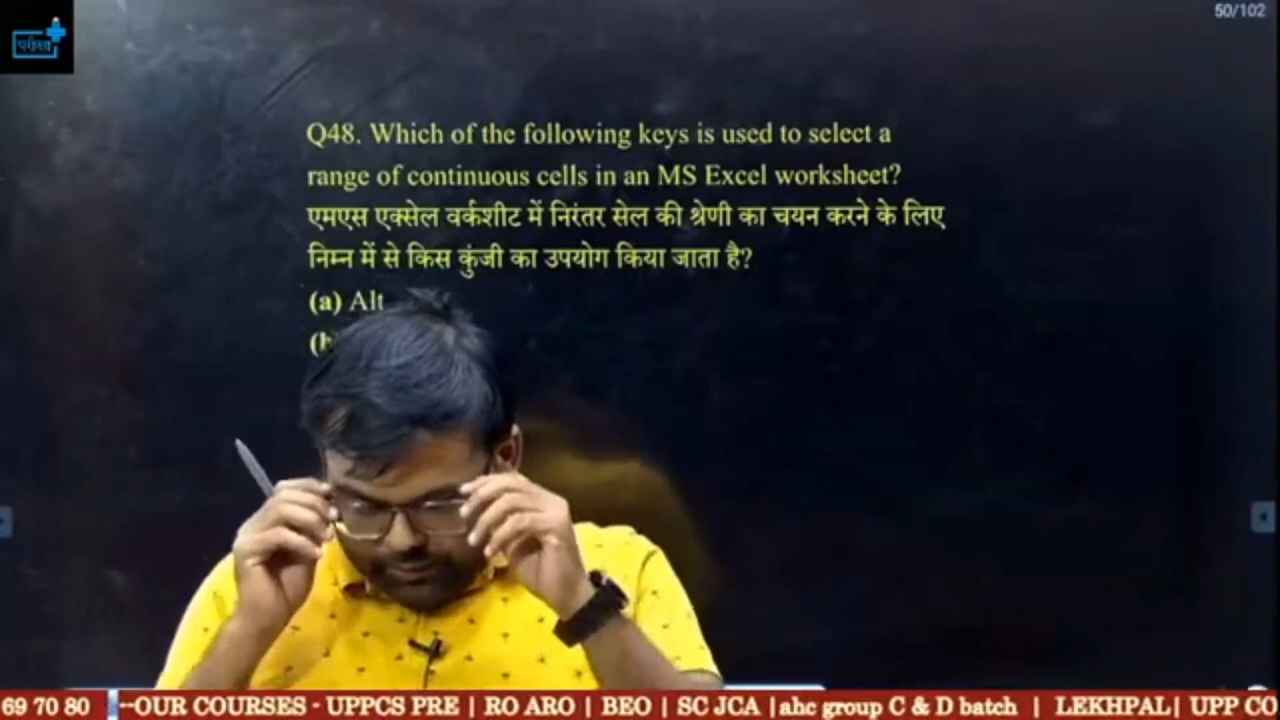 परीक्षा
50/102
Q48. Which of the following keys is used to select a
range of continuous cells in an MS Excel worksheet?
एमएस एक्सेल वर्कशीट में निरंतर सेल की श्रेणी का चयन करने के लिए
निम्न में से किस कुंजी का उपयोग किया जाता है?
(a) Alt
69 70 80 --OUR COURSES - UPPCS PRE | RO ARO | BEO | SC JCA |ahc group C & D batch | LEKHPAL| UPP CO